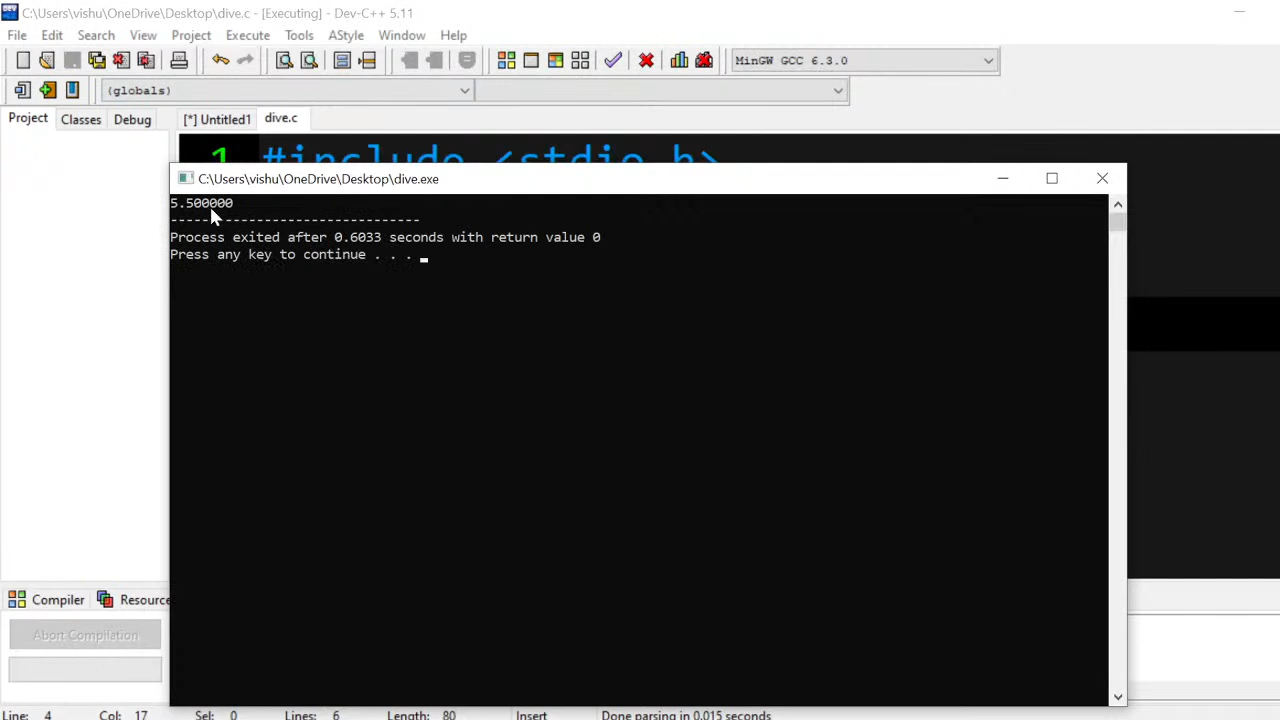 C:\Users\vishu\OneDrive\Desktop\dive.c - [Executing] - Dev-C++ 5.11
File Edit Search View Project Execute Tools AStyle Window Help
MinGW GCC 6.3.0
(globals)
Project Classes Debug [*] Untitled1 dive.c
1 #include <stdio.h>
C:\Users\vishu\OneDrive\Desktop\dive.exe
5.500000
--------------------------------
Process exited after 0.6033 seconds with return value 0
Press any key to continue . . .
Compiler Resource
Abort Compilation
Line: 4 Col: 17 Sel: 0 Lines: 6 Length: 80 Insert Done parsing in 0.015 seconds